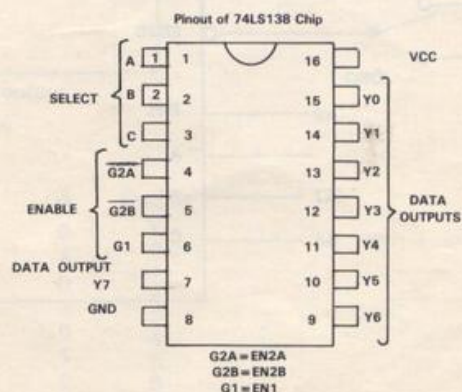 Pinout of 74LS138 Chip
A 1 1 16 VCC
SELECT B 2 2 15 Y0
C 3 14 Y1
G2A 4 13 Y2 DATA OUTPUTS
ENABLE G2B 5 12 Y3
G1 6 11 Y4
DATA OUTPUT
Y7 7 10 Y5
GND 8 9 Y6
G2A = EN2A
G2B = EN2B
G1 = EN1